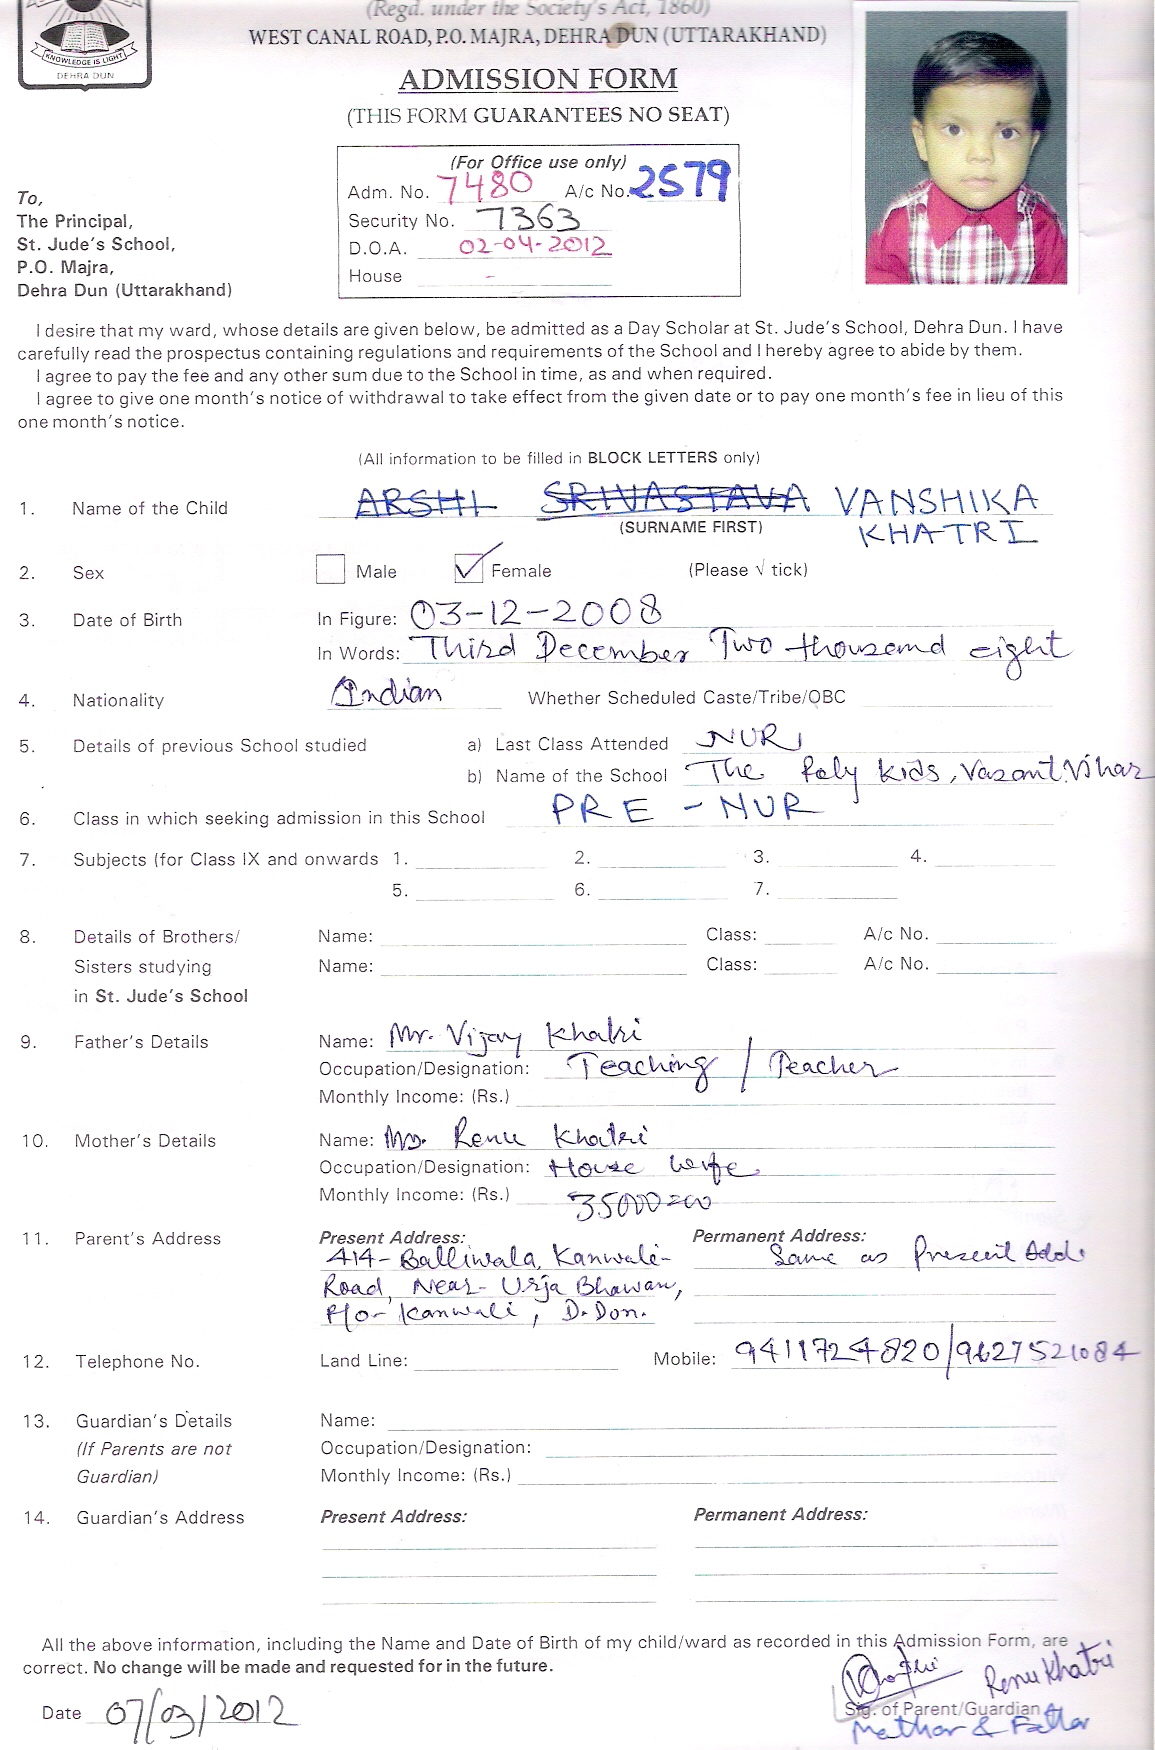 (Regd. under the Society's Act, 1860)
WEST CANAL ROAD, P.O. MAJRA, DEHRA DUN (UTTARAKHAND)
KNOWLEDGE IS LIGHT
DEHRA DUN
ADMISSION FORM
(THIS FORM GUARANTEES NO SEAT)
(For Office use only)
Adm. No. 7480 A/c No. 2579
Security No. 7363
D.O.A. 02-04-2012
House -
To,
The Principal,
St. Jude's School,
P.O. Majra,
Dehra Dun (Uttarakhand)
I desire that my ward, whose details are given below, be admitted as a Day Scholar at St. Jude's School, Dehra Dun. I have
carefully read the prospectus containing regulations and requirements of the School and I hereby agree to abide by them.
I agree to pay the fee and any other sum due to the School in time, as and when required.
I agree to give one month's notice of withdrawal to take effect from the given date or to pay one month's fee in lieu of this
one month's notice.
(All information to be filled in BLOCK LETTERS only)
1. Name of the Child ARSHI SRIVASTAVA VANSHIKA
(SURNAME FIRST) KHATRI
2. Sex Male Female (Please √ tick)
3. Date of Birth In Figure: 03-12-2008
In Words: Third December Two thousand eight
4. Nationality Indian Whether Scheduled Caste/Tribe/OBC
5. Details of previous School studied a) Last Class Attended NUR
b) Name of the School The Poly Kids, Vasant Vihar
6. Class in which seeking admission in this School PRE - NUR
7. Subjects (for Class IX and onwards 1. 2. 3. 4.
5. 6. 7.
8. Details of Brothers/ Name: Class: A/c No.
Sisters studying Name: Class: A/c No.
in St. Jude's School
9. Father's Details Name: Mr. Vijay Khatri
Occupation/Designation: Teaching / Teacher
Monthly Income: (Rs.)
10. Mother's Details Name: Ms. Renu Khatri
Occupation/Designation: House wife
Monthly Income: (Rs.) 35000=00
11. Parent's Address Present Address: Permanent Address:
414- Balliwala, Kanwali- Same as Present Add.
Road, Near- Urja Bhawan,
P/o- Kanwali, D.Don.
12. Telephone No. Land Line: Mobile: 9411724820/9627521084
13. Guardian's Details Name:
(If Parents are not Occupation/Designation:
Guardian) Monthly Income: (Rs.)
14. Guardian's Address Present Address: Permanent Address:
All the above information, including the Name and Date of Birth of my child/ward as recorded in this Admission Form, are
correct. No change will be made and requested for in the future.
Renu Khatri
Date 07/03/2012 Sig. of Parent/Guardian
Mathar & Fathar